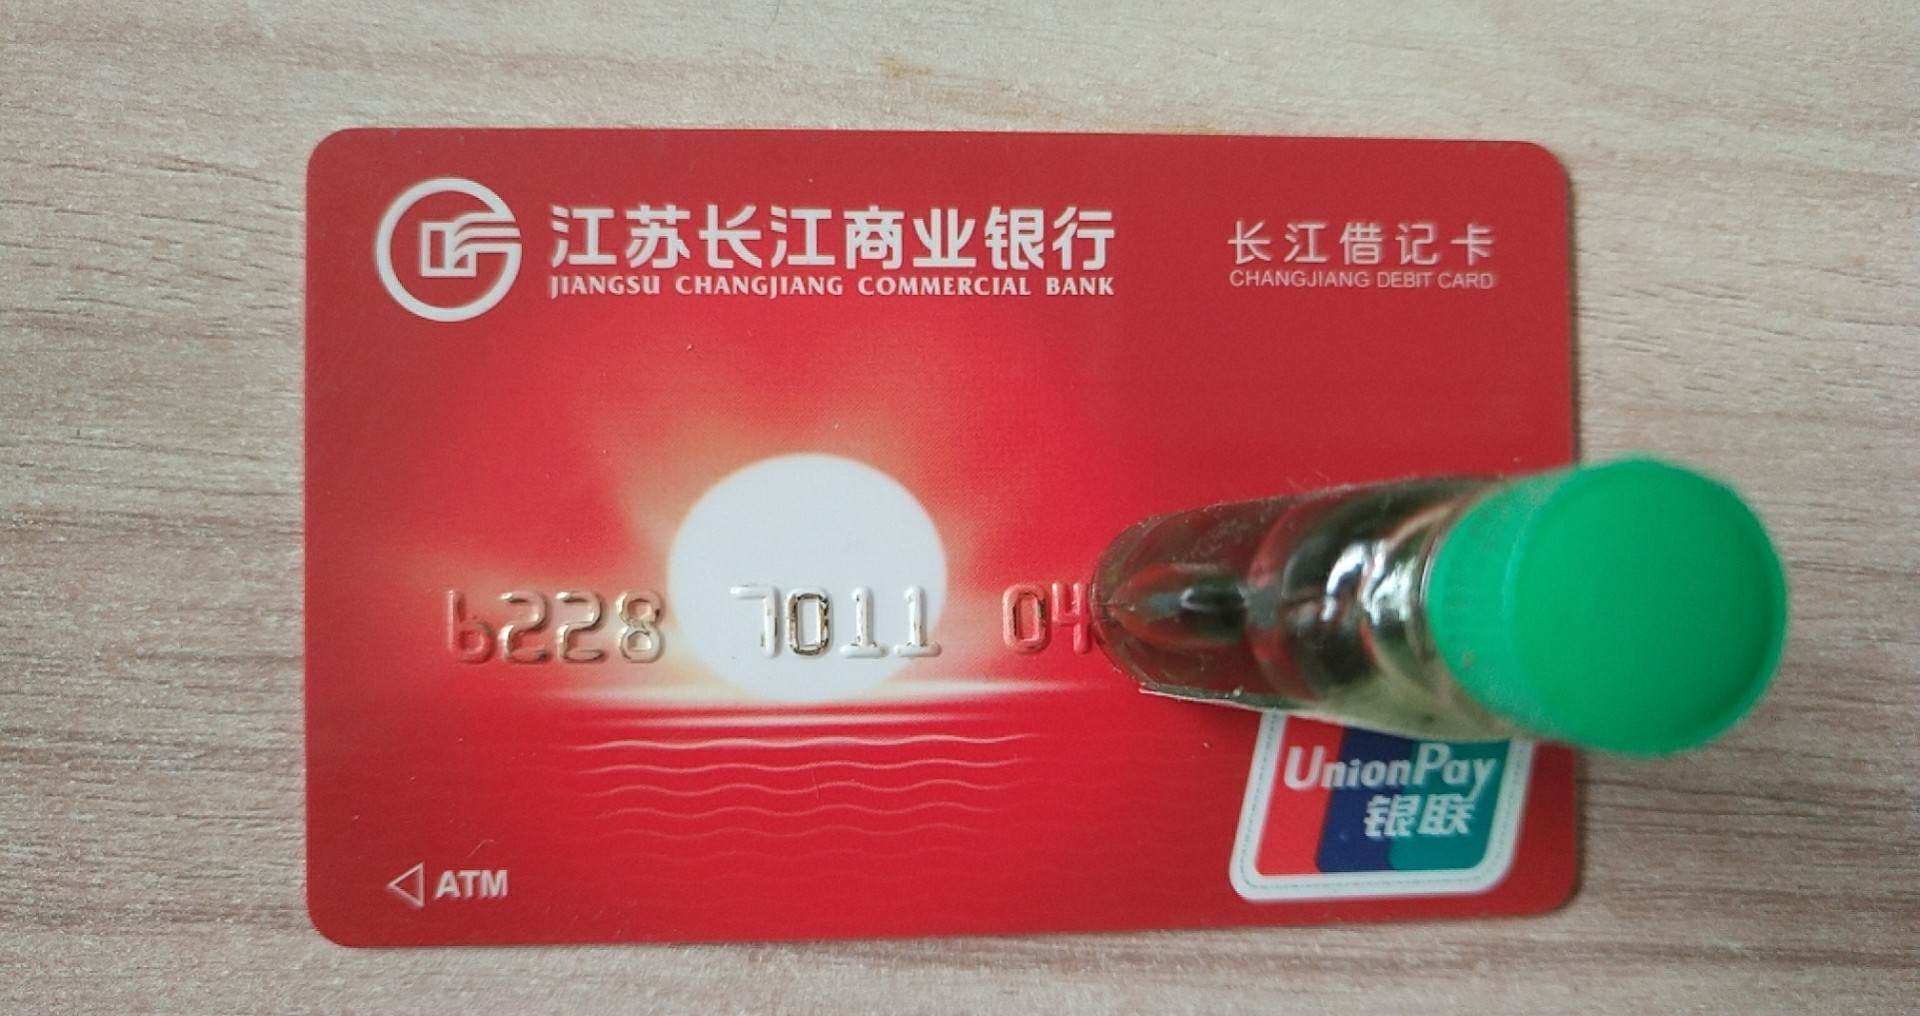 江苏长江商业银行
JIANGSU CHANGJIANG COMMERCIAL BANK
长江借记卡
CHANGJIANG DEBIT CARD
6228 7011 04
UnionPay
银联
ATM